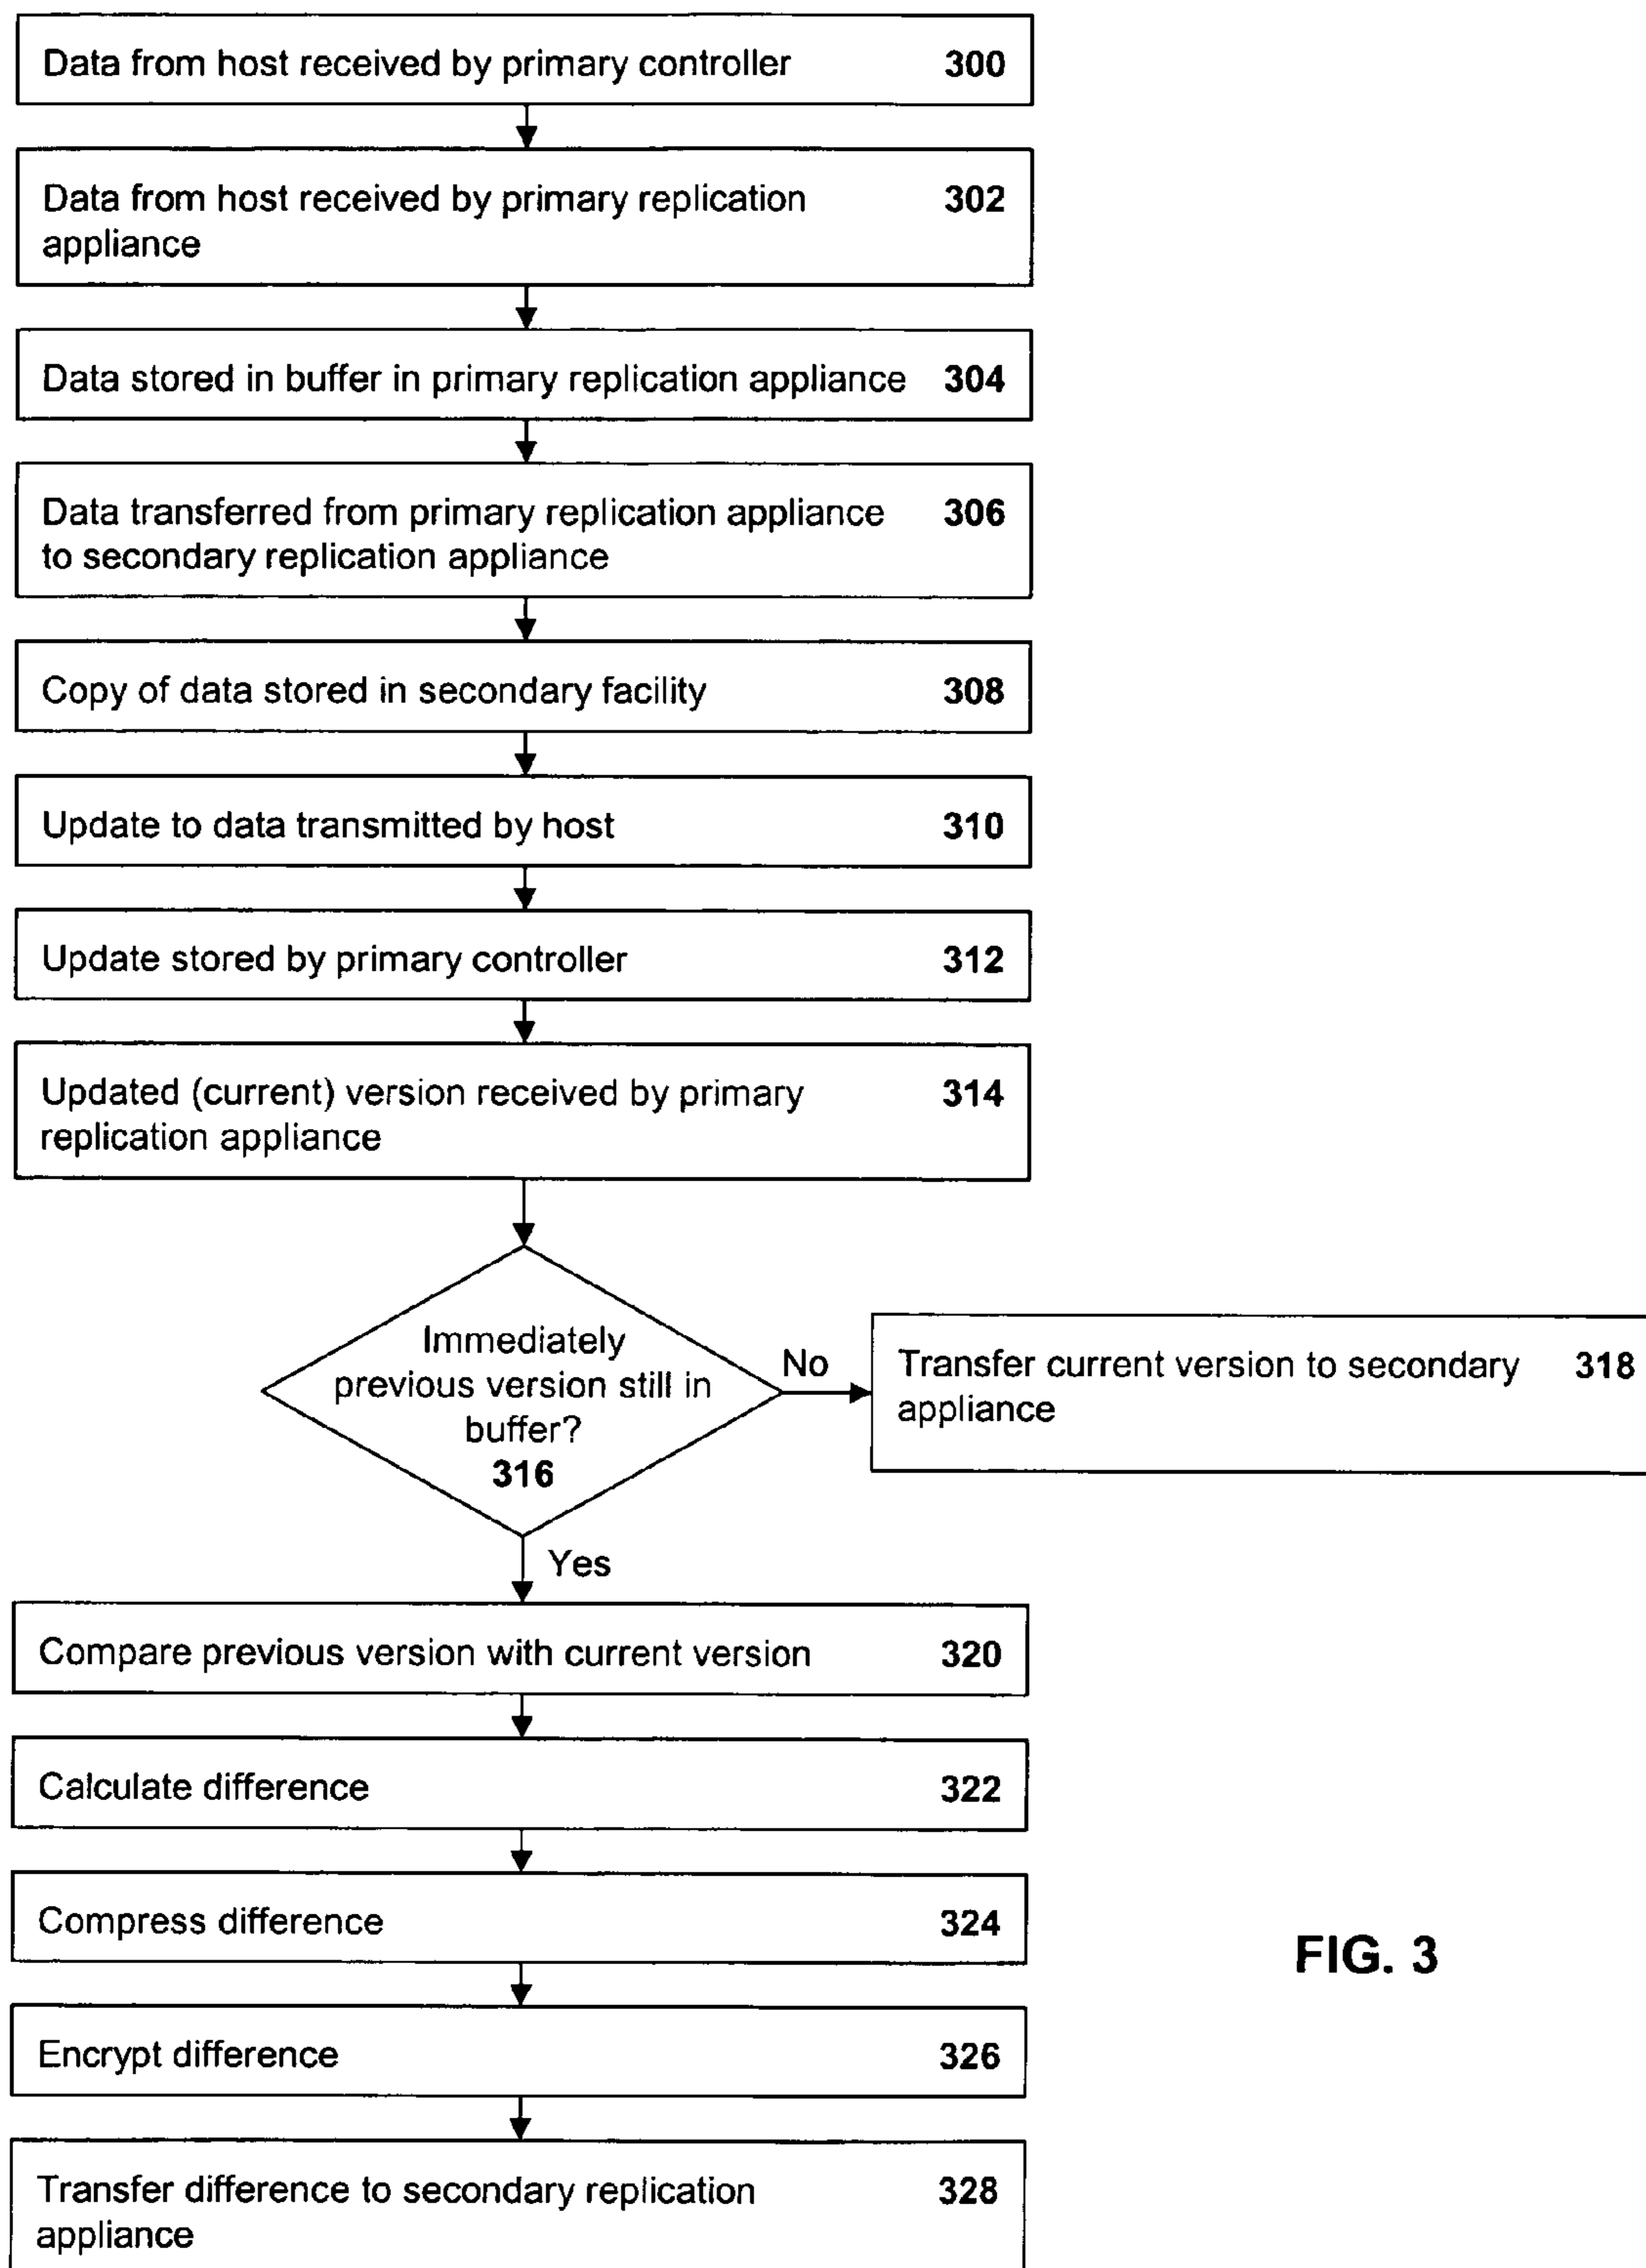 Data from host received by primary controller 300
Data from host received by primary replication 302
appliance
Data stored in buffer in primary replication appliance 304
Data transferred from primary replication appliance 306
to secondary replication appliance
Copy of data stored in secondary facility 308
Update to data transmitted by host 310
Update stored by primary controller 312
Updated (current) version received by primary 314
replication appliance
Immediately
previous version still in
buffer?
316
No
Transfer current version to secondary 318
appliance
Yes
Compare previous version with current version 320
Calculate difference 322
Compress difference 324
FIG. 3
Encrypt difference 326
Transfer difference to secondary replication 328
appliance